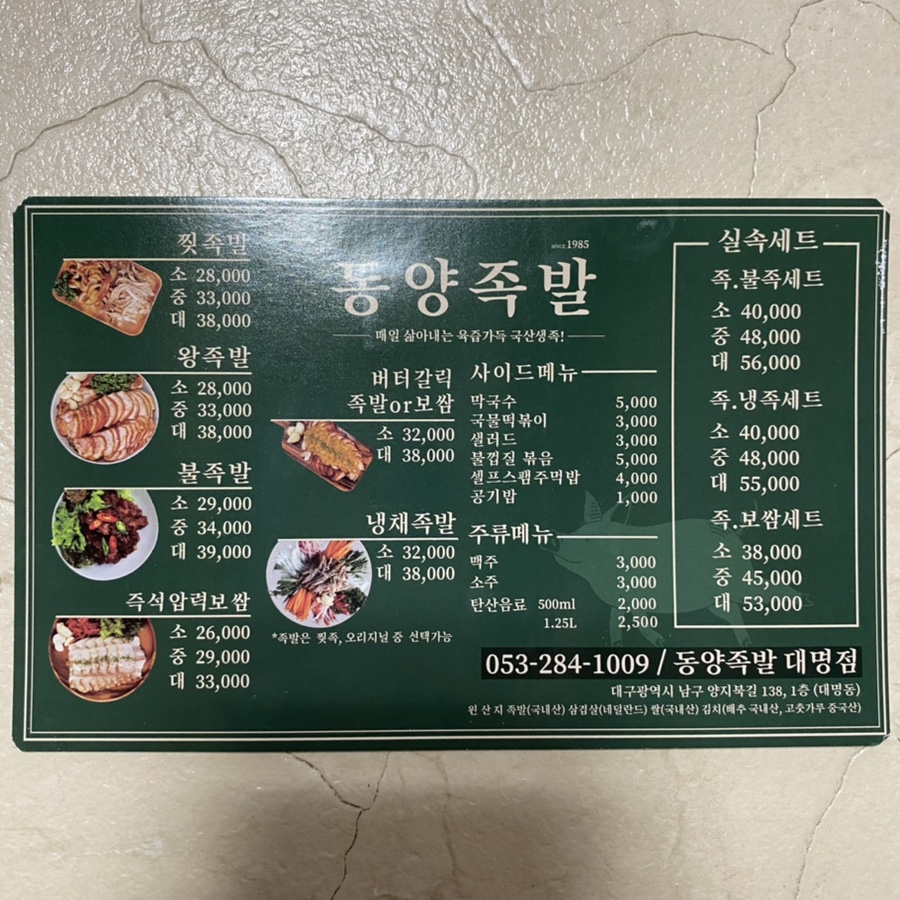 찢족발
소 28,000
중 33,000
대 38,000
왕족발
소 28,000
중 33,000
대 38,000
불족발
소 29,000
중 34,000
대 39,000
즉석압력보쌈
소 26,000
중 29,000
대 33,000
since 1985
동양족발
매일 삶아내는 육즙가득 국산생족!
버터갈릭
족발or보쌈
소 32,000
대 38,000
냉채족발
소 32,000
대 38,000
*족발은 찢족, 오리지널 중 선택가능
사이드메뉴
막국수 5,000
국물떡볶이 3,000
샐러드 3,000
불껍질 볶음 5,000
셀프스팸주먹밥 4,000
공기밥 1,000
주류메뉴
맥주 3,000
소주 3,000
탄산음료 500ml 2,000
1.25L 2,500
실속세트
족.불족세트
소 40,000
중 48,000
대 56,000
족.냉족세트
소 40,000
중 48,000
대 55,000
족.보쌈세트
소 38,000
중 45,000
대 53,000
053-284-1009 / 동양족발 대명점
대구광역시 남구 양지북길 138, 1층 (대명동)
원산지 족발(국내산) 삼겹살(네덜란드) 쌀(국내산) 김치(배추 국내산, 고춧가루 중국산)